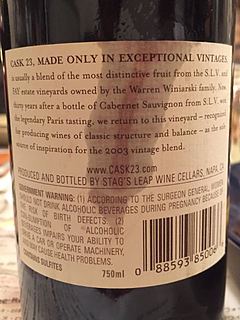 CASK 23, MADE ONLY IN EXCEPTIONAL VINTAGES,
is usually a blend of the most distinctive fruit from the S.L.V. and
FAY estate vineyards owned by the Warren Winiarski family. Now
thirty years after a bottle of Cabernet Sauvignon from S.L.V. won
the legendary Paris tasting, we return to this vineyard – recognized
for producing wines of classic structure and balance – as the sole
source of inspiration for the 2003 vintage blend.
WWW.CASK23.COM
PRODUCED AND BOTTLED BY STAG'S LEAP WINE CELLARS, NAPA, CA
GOVERNMENT WARNING: (1) ACCORDING TO THE SURGEON GENERAL, WOMEN
SHOULD NOT DRINK ALCOHOLIC BEVERAGES DURING PREGNANCY BECAUSE OF
RISK OF BIRTH DEFECTS. (2)
CONSUMPTION OF ALCOHOLIC
BEVERAGES IMPAIRS YOUR ABILITY TO
DRIVE A CAR OR OPERATE MACHINERY,
AND MAY CAUSE HEALTH PROBLEMS.
CONTAINS SULFITES
750ml
0 88593 85008